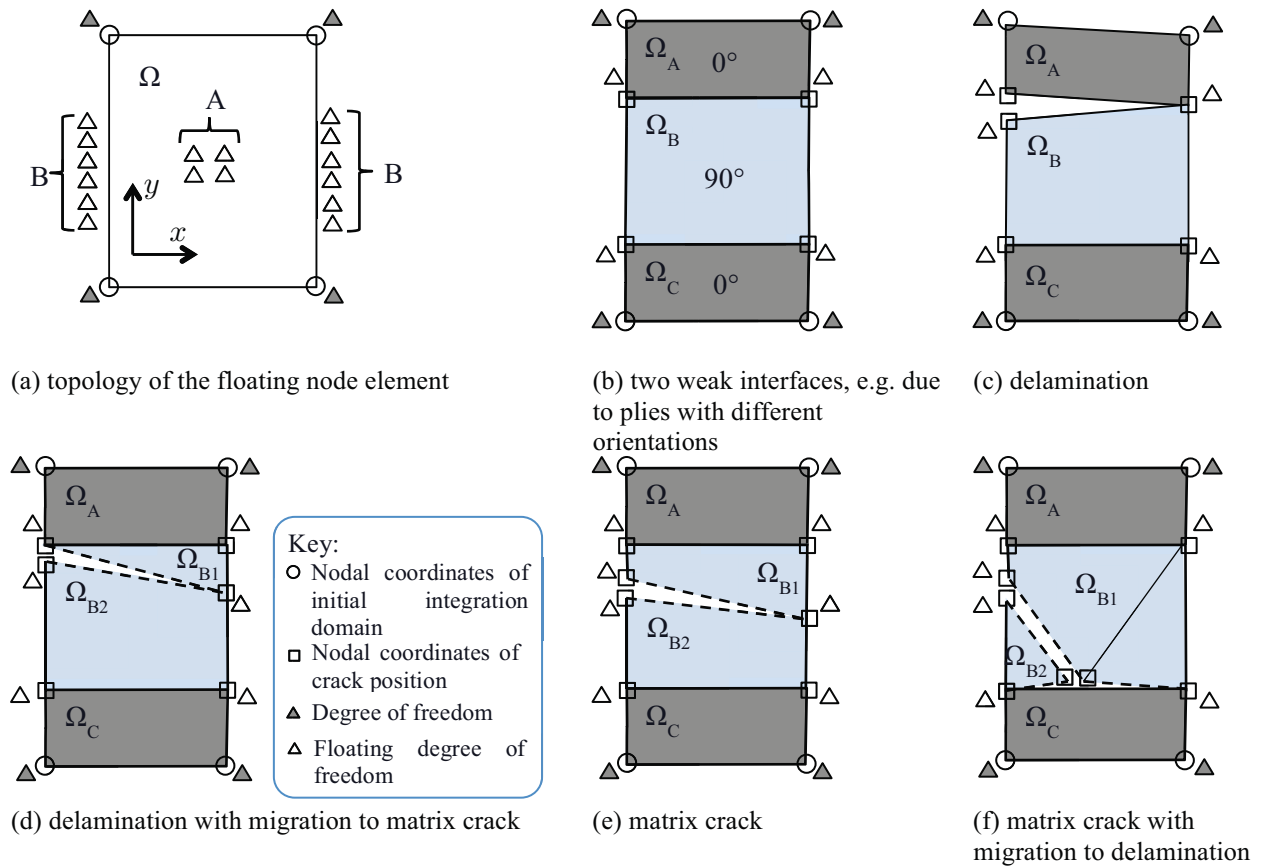 Ω
A
B
B
y
x
(a) topology of the floating node element
Ω_A
0°
Ω_B
90°
Ω_C
0°
(b) two weak interfaces, e.g. due
to plies with different
orientations
Ω_A
Ω_B
Ω_C
(c) delamination
Ω_A
Ω_B1
Ω_B2
Ω_C
(d) delamination with migration to matrix crack
Key:
Nodal coordinates of
initial integration
domain
Nodal coordinates of
crack position
Degree of freedom
Floating degree of
freedom
Ω_A
Ω_B1
Ω_B2
Ω_C
(e) matrix crack
Ω_A
Ω_B1
Ω_B2
Ω_C
(f) matrix crack with
migration to delamination